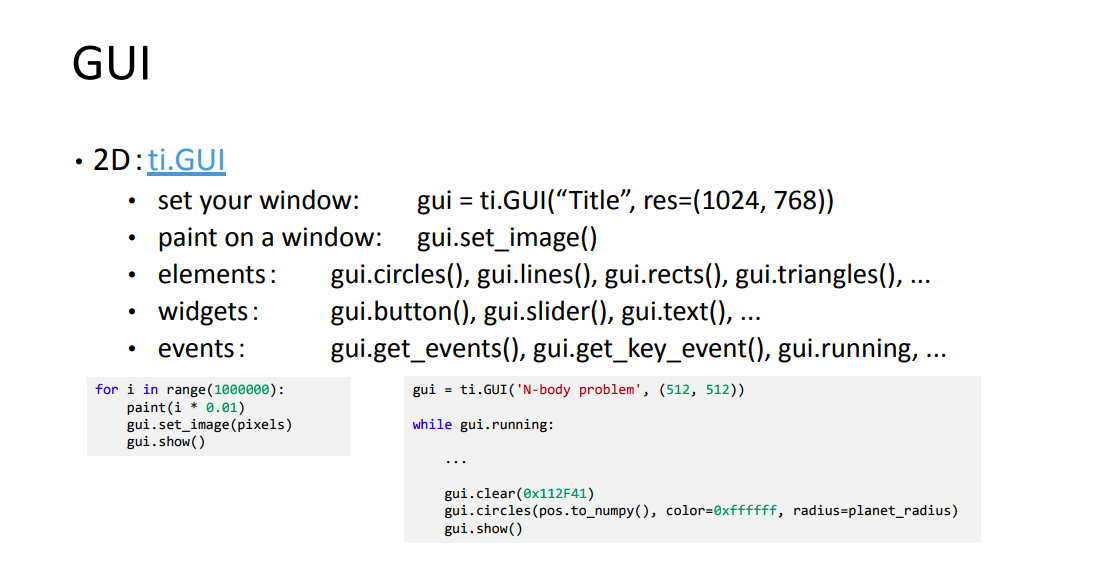 GUI
• 2D：ti.GUI
• set your window: gui = ti.GUI(“Title”, res=(1024, 768))
• paint on a window: gui.set_image()
• elements： gui.circles(), gui.lines(), gui.rects(), gui.triangles(), ...
• widgets： gui.button(), gui.slider(), gui.text(), ...
• events： gui.get_events(), gui.get_key_event(), gui.running, ...
for i in range(1000000):
    paint(i * 0.01)
    gui.set_image(pixels)
    gui.show()
gui = ti.GUI('N-body problem', (512, 512))
while gui.running:
    ...
    gui.clear(0x112F41)
    gui.circles(pos.to_numpy(), color=0xffffff, radius=planet_radius)
    gui.show()